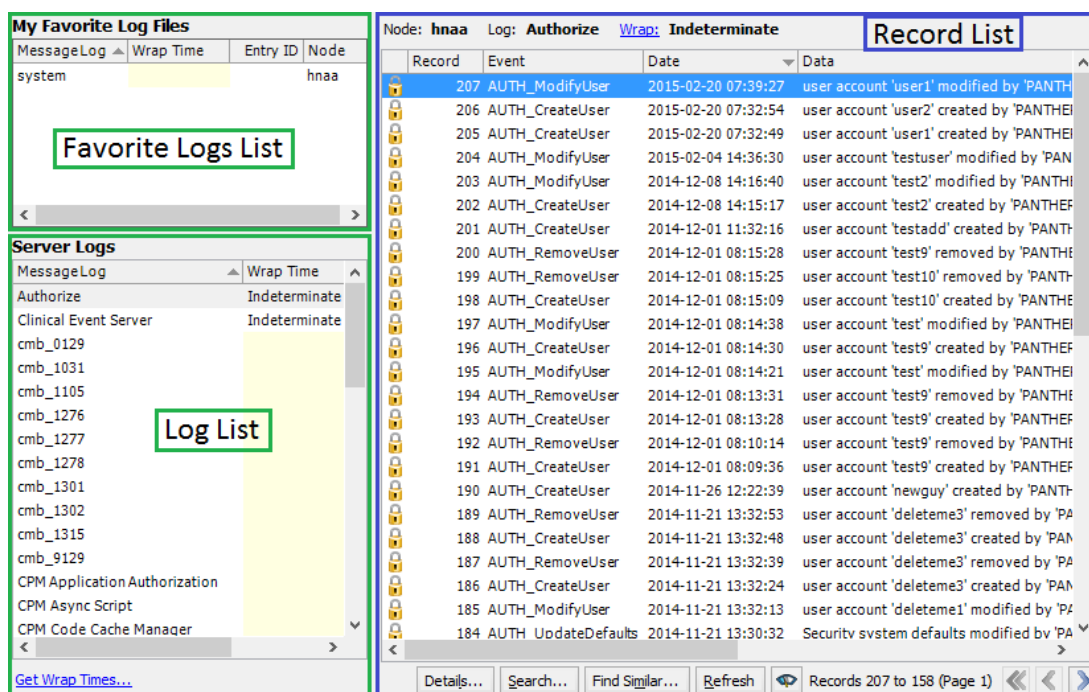 My Favorite Log Files
MessageLog Wrap Time Entry ID Node
system hnaa
Favorite Logs List
Server Logs
MessageLog Wrap Time
Authorize Indeterminate
Clinical Event Server Indeterminate
cmb_0129
cmb_1031
cmb_1105
cmb_1276
cmb_1277
cmb_1278
cmb_1301
cmb_1302
cmb_1315
cmb_9129
CPM Application Authorization
CPM Async Script
CPM Code Cache Manager
Log List
Get Wrap Times...
Node: hnaa Log: Authorize Wrap: Indeterminate
Record List
Record Event Date Data
207 AUTH_ModifyUser 2015-02-20 07:39:27 user account 'user1' modified by 'PANTH
206 AUTH_CreateUser 2015-02-20 07:32:54 user account 'user2' created by 'PANTHE
205 AUTH_CreateUser 2015-02-20 07:32:49 user account 'user1' created by 'PANTHE
204 AUTH_ModifyUser 2015-02-04 14:36:30 user account 'testuser' modified by 'PAN
203 AUTH_ModifyUser 2014-12-08 14:16:40 user account 'test2' modified by 'PANTH
202 AUTH_CreateUser 2014-12-08 14:15:17 user account 'test2' created by 'PANTHER
201 AUTH_CreateUser 2014-12-01 11:32:16 user account 'testadd' created by 'PANTH
200 AUTH_RemoveUser 2014-12-01 08:15:28 user account 'test9' removed by 'PANTHE
199 AUTH_RemoveUser 2014-12-01 08:15:25 user account 'test10' removed by 'PANTH
198 AUTH_CreateUser 2014-12-01 08:15:09 user account 'test10' created by 'PANTHE
197 AUTH_ModifyUser 2014-12-01 08:14:38 user account 'test' modified by 'PANTHE
196 AUTH_CreateUser 2014-12-01 08:14:30 user account 'test9' created by 'PANTHER
195 AUTH_ModifyUser 2014-12-01 08:14:21 user account 'test' modified by 'PANTHE
194 AUTH_RemoveUser 2014-12-01 08:13:31 user account 'test9' removed by 'PANTHE
193 AUTH_CreateUser 2014-12-01 08:13:28 user account 'test9' created by 'PANTHER
192 AUTH_RemoveUser 2014-12-01 08:10:14 user account 'test9' removed by 'PANTHE
191 AUTH_CreateUser 2014-12-01 08:09:36 user account 'test9' created by 'PANTHER
190 AUTH_CreateUser 2014-11-26 12:22:39 user account 'newguy' created by 'PANTH
189 AUTH_RemoveUser 2014-11-21 13:32:53 user account 'deleteme3' removed by 'PA
188 AUTH_CreateUser 2014-11-21 13:32:48 user account 'deleteme3' created by 'PAN
187 AUTH_RemoveUser 2014-11-21 13:32:39 user account 'deleteme3' removed by 'PA
186 AUTH_CreateUser 2014-11-21 13:32:24 user account 'deleteme3' created by 'PAN
185 AUTH_ModifyUser 2014-11-21 13:32:13 user account 'deleteme1' modified by 'PA
184 AUTH_UpdateDefaults 2014-11-21 13:30:32 Security system defaults modified by 'PA
Details... Search... Find Similar... Refresh Records 207 to 158 (Page 1)